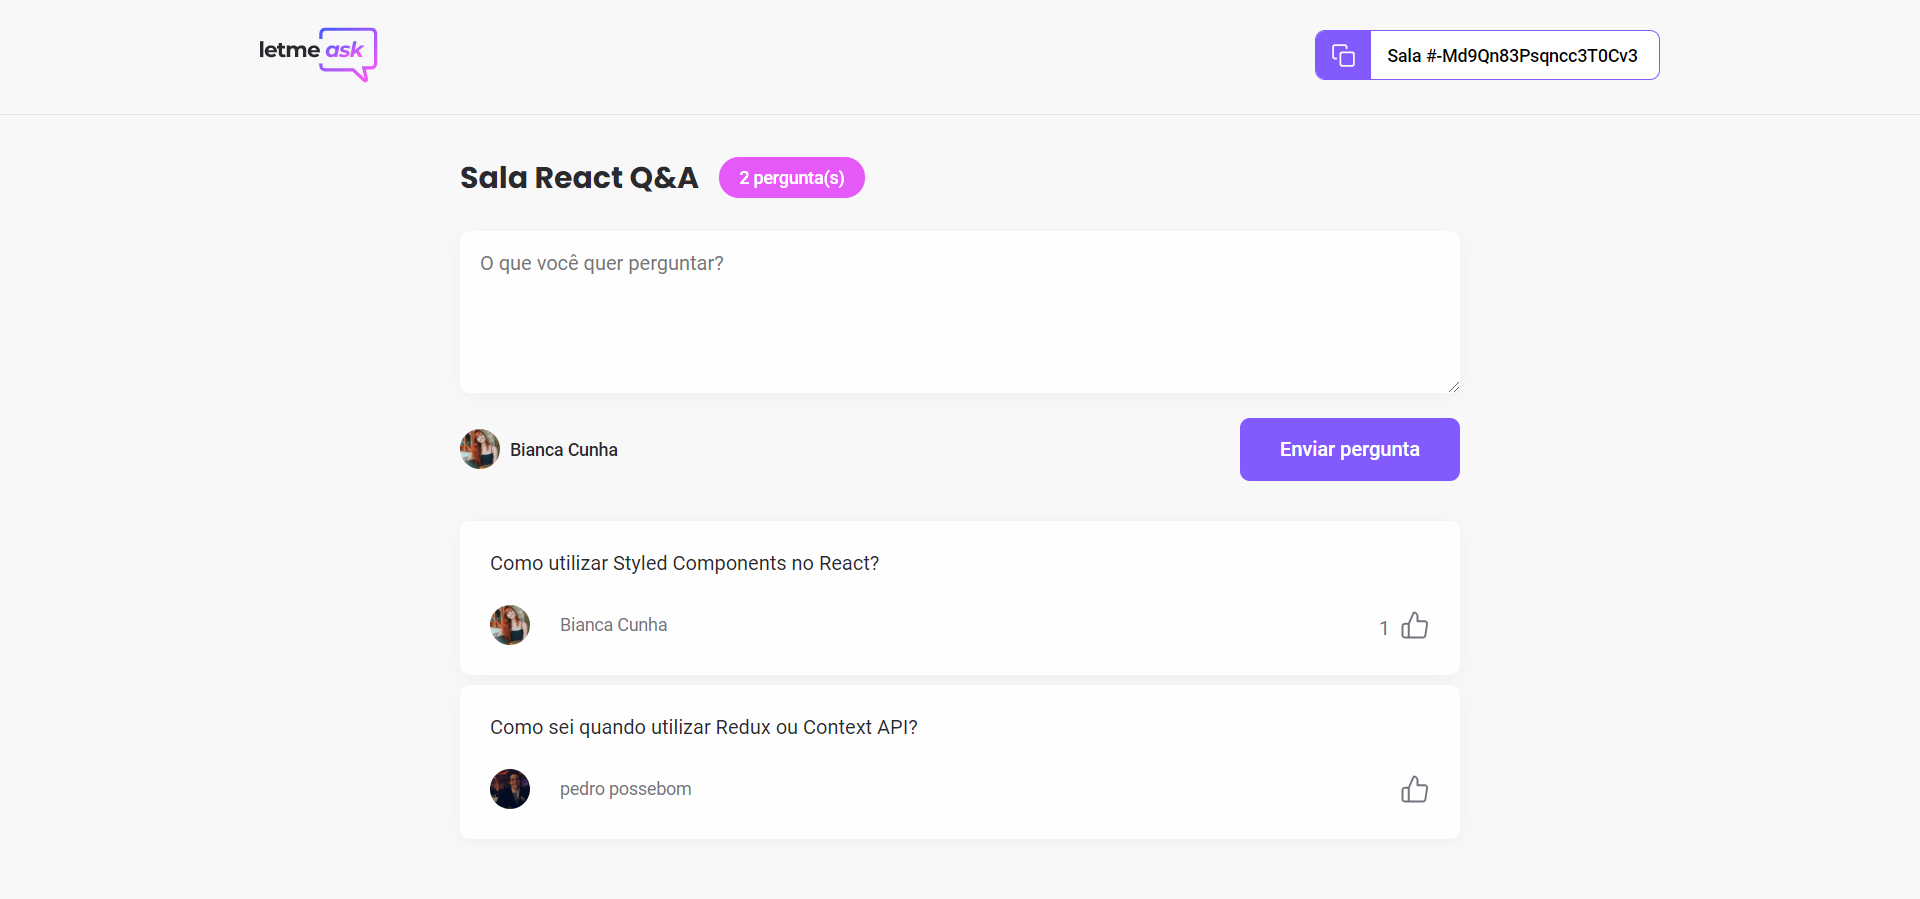 letme ask
Sala #-Md9Qn83Psqncc3T0Cv3
Sala React Q&A
2 pergunta(s)
O que você quer perguntar?
Bianca Cunha
Enviar pergunta
Como utilizar Styled Components no React?
Bianca Cunha
1
Como sei quando utilizar Redux ou Context API?
pedro possebom